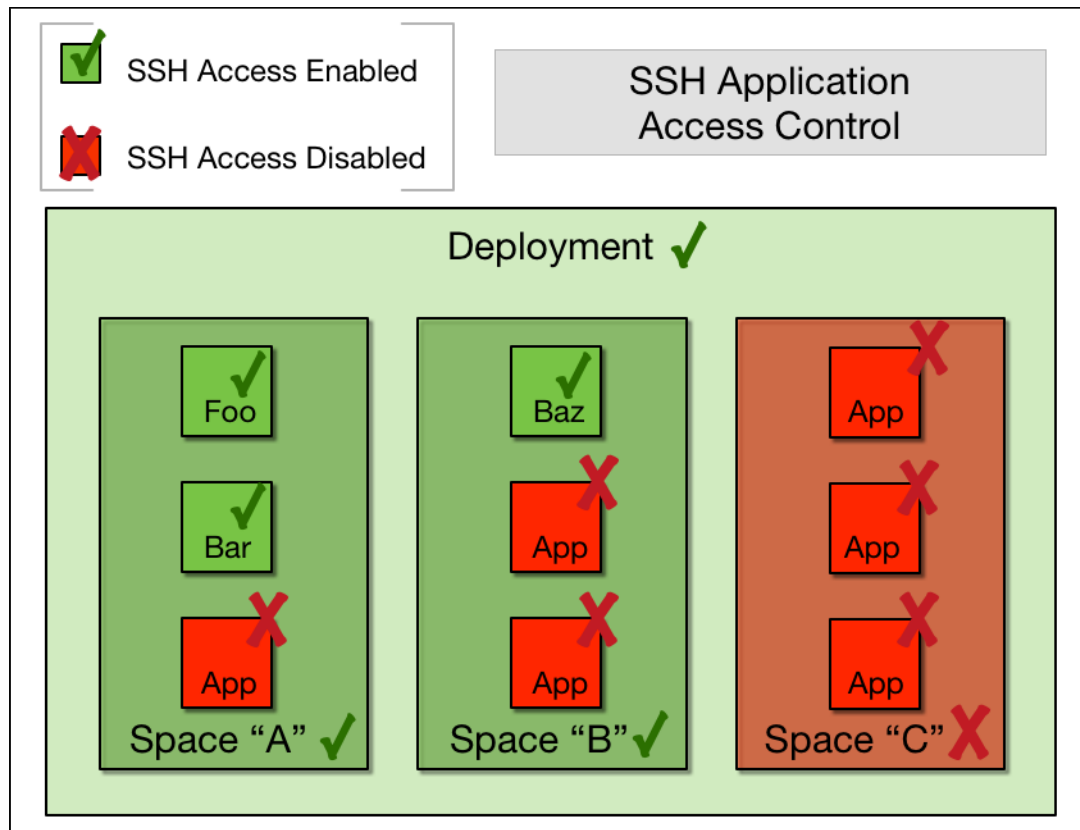 SSH Access Enabled
SSH Access Disabled
SSH Application
Access Control
Deployment
Foo
Bar
App
Space “A”
Baz
App
App
Space “B”
App
App
App
Space “C”